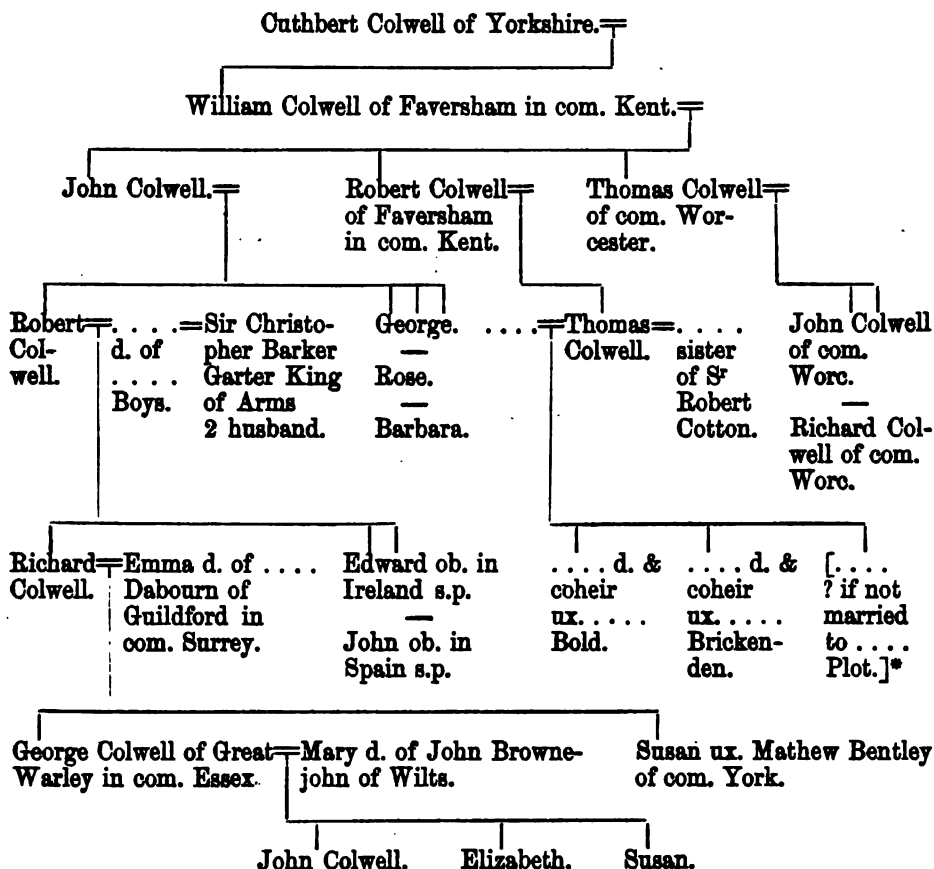 Cuthbert Colwell of Yorkshire.
William Colwell of Faversham in com. Kent.
John Colwell.
Robert Colwell
of Faversham
in com. Kent.
Thomas Colwell
of com. Wor-
cester.
Robert
Col-
well.
. . . .
d. of
. . . .
Boys.
Sir Christo-
pher Barker
Garter King
of Arms
2 husband.
George.
—
Rose.
—
Barbara.
. . . .
Thomas
Colwell.
. . . .
sister
of Sr
Robert
Cotton.
John Colwell
of com.
Worc.
—
Richard Col-
well of com.
Worc.
Richard
Colwell.
Emma d. of . . . .
Dabourn of
Guildford in
com. Surrey.
Edward ob. in
Ireland s.p.
—
John ob. in
Spain s.p.
. . . . d. &
coheir
ux. . . . .
Bold.
. . . . d. &
coheir
ux. . . . .
Bricken-
den.
[. . . .
? if not
married
to . . . .
Plot.]*
George Colwell of Great
Warley in com. Essex.
Mary d. of John Browne-
john of Wilts.
Susan ux. Mathew Bentley
of com. York.
John Colwell.
Elizabeth.
Susan.